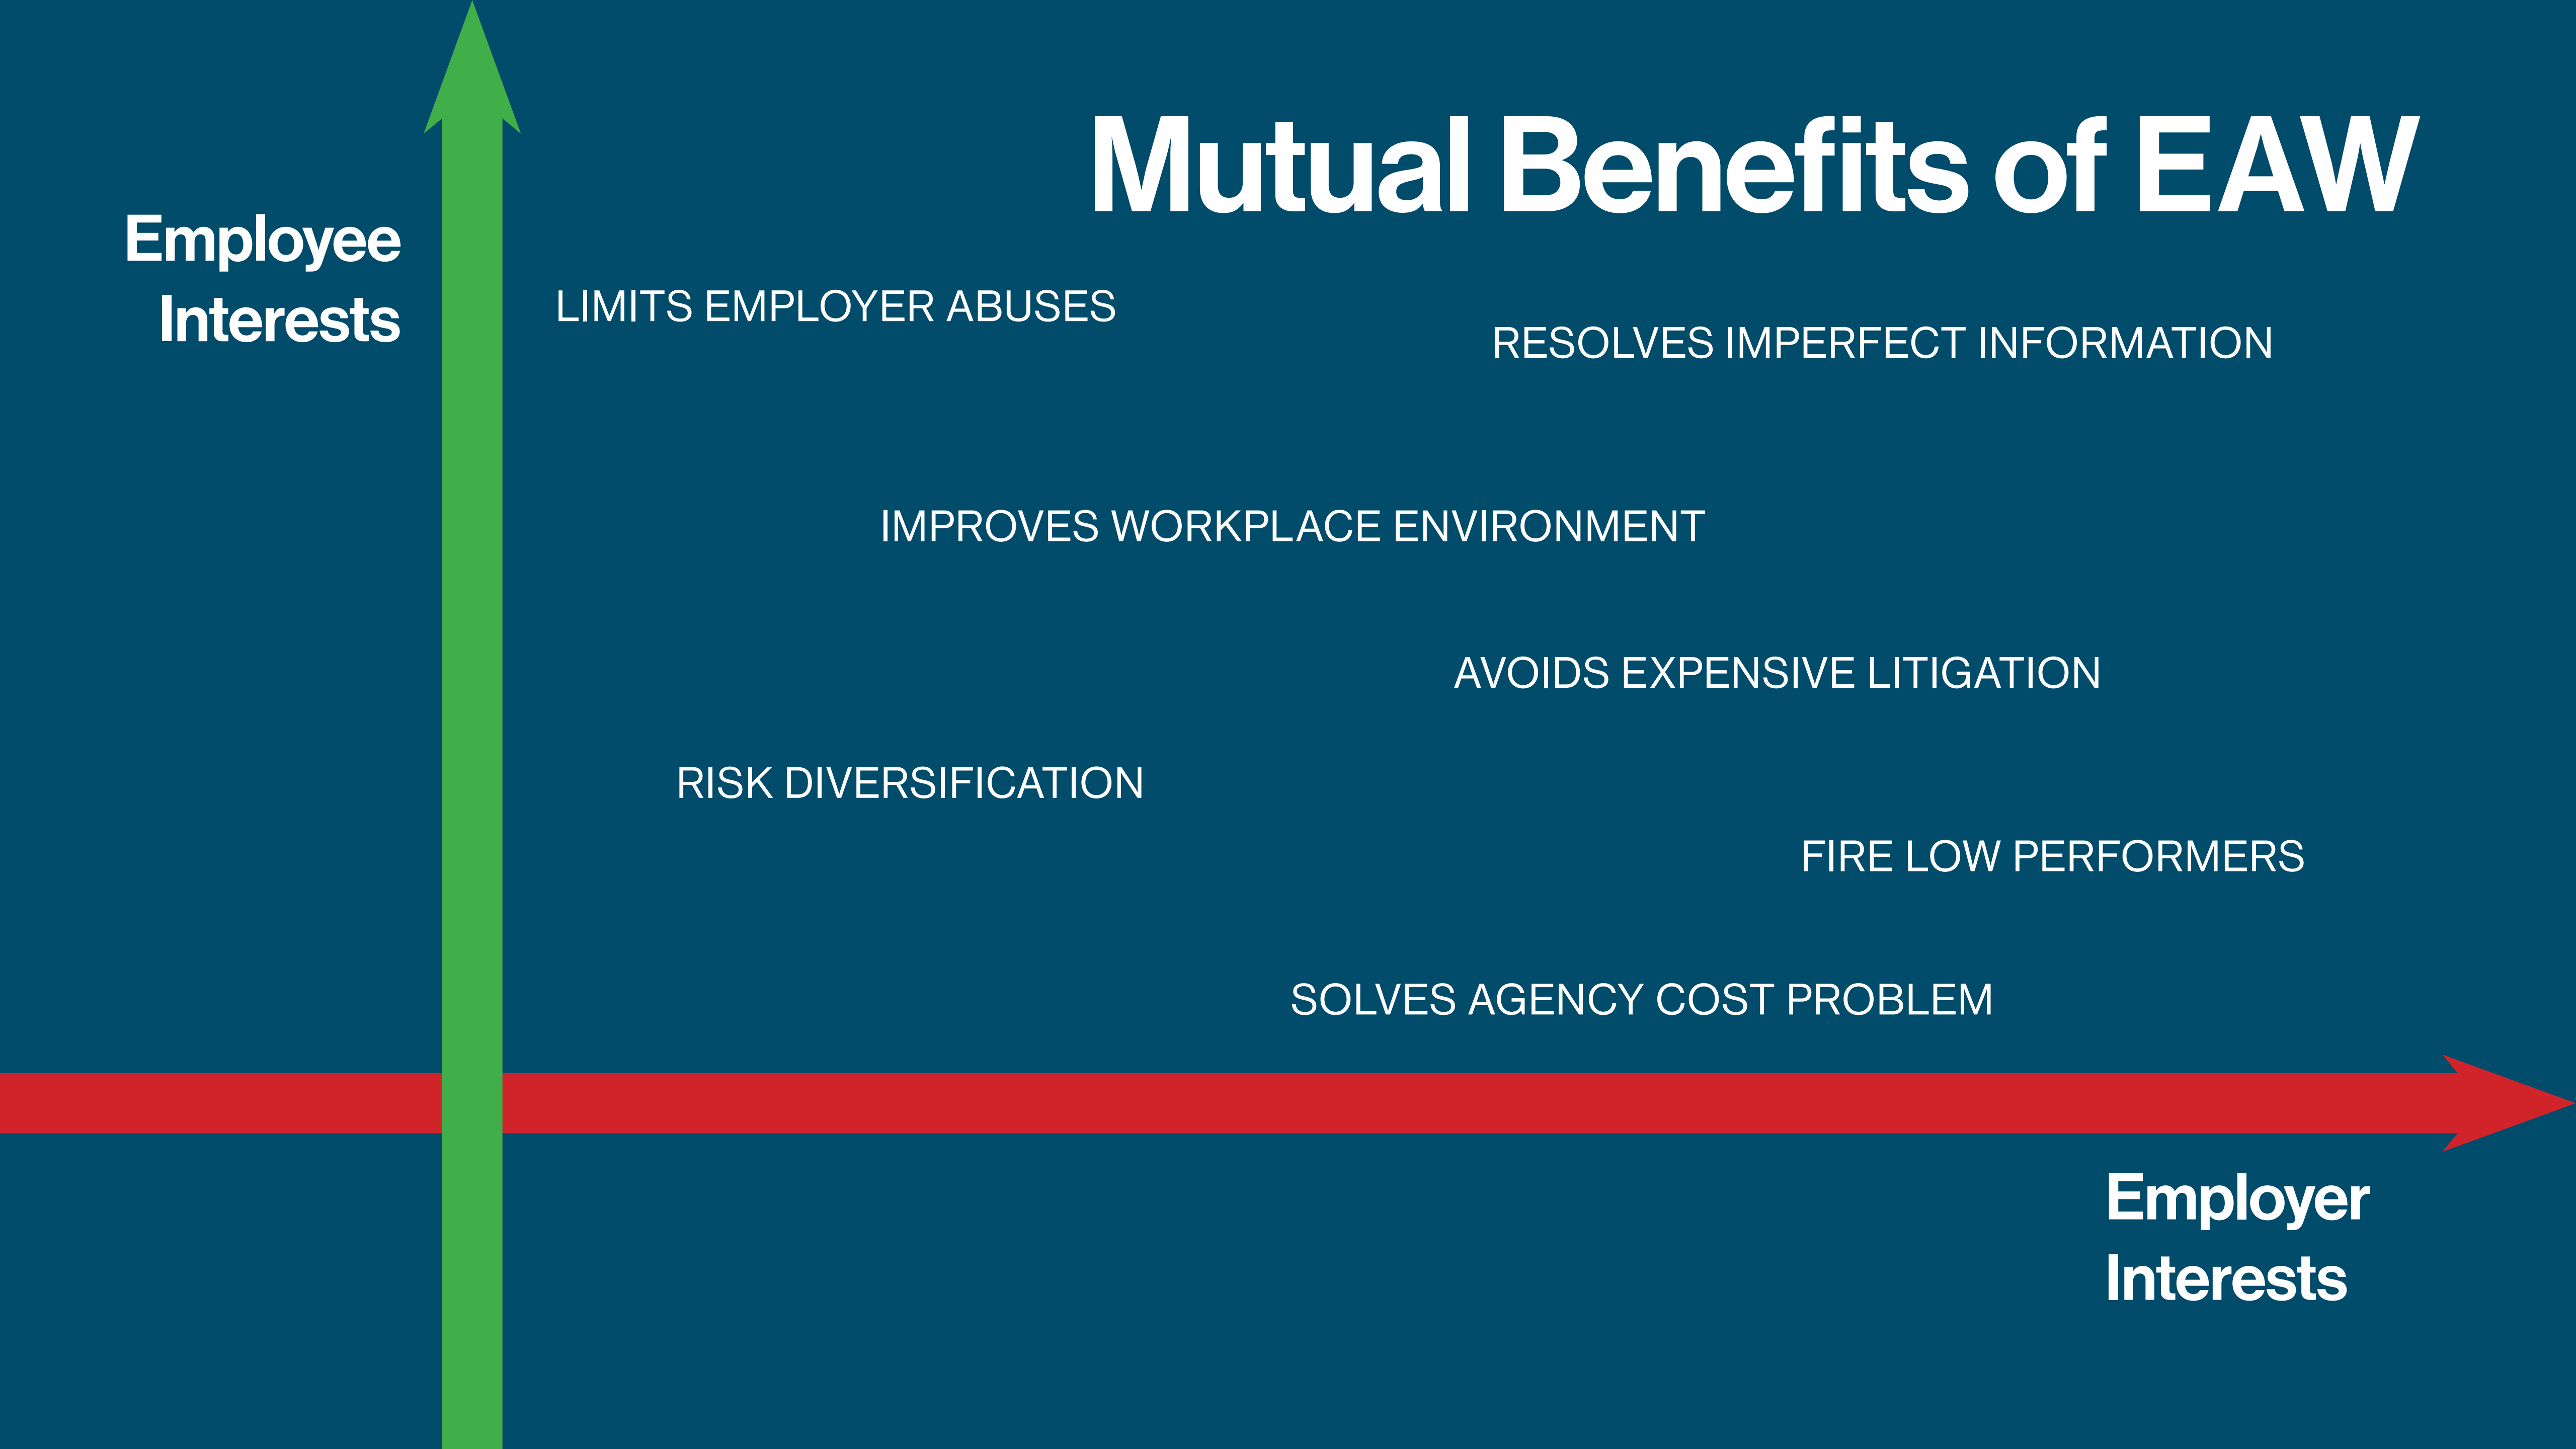 Mutual Benefits of EAW
Employee
Interests
LIMITS EMPLOYER ABUSES
RESOLVES IMPERFECT INFORMATION
IMPROVES WORKPLACE ENVIRONMENT
AVOIDS EXPENSIVE LITIGATION
RISK DIVERSIFICATION
FIRE LOW PERFORMERS
SOLVES AGENCY COST PROBLEM
Employer
Interests